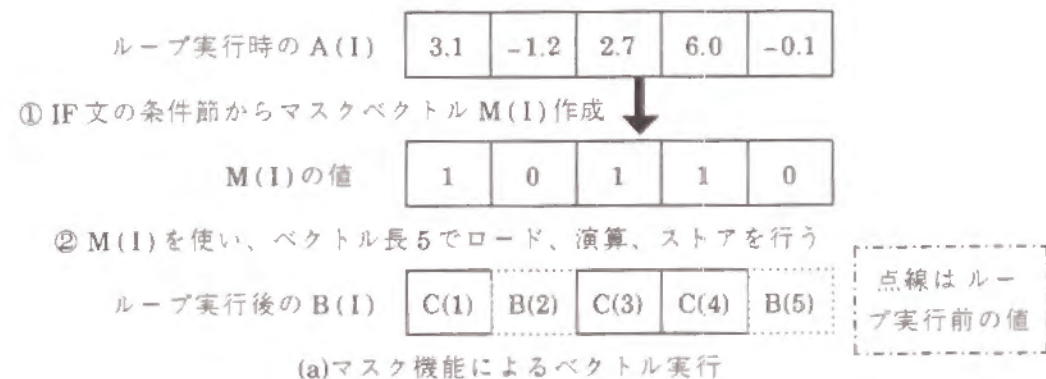 ループ実行時の A(I) 3.1 -1.2 2.7 6.0 -0.1
① IF 文の条件節からマスクベクトル M(I)作成
M(I)の値 1 0 1 1 0
② M(I)を使い、ベクトル長5でロード、演算、ストアを行う
ループ実行後の B(I) C(1) B(2) C(3) C(4) B(5)
点線はルー
プ実行前の値
(a)マスク機能によるベクトル実行